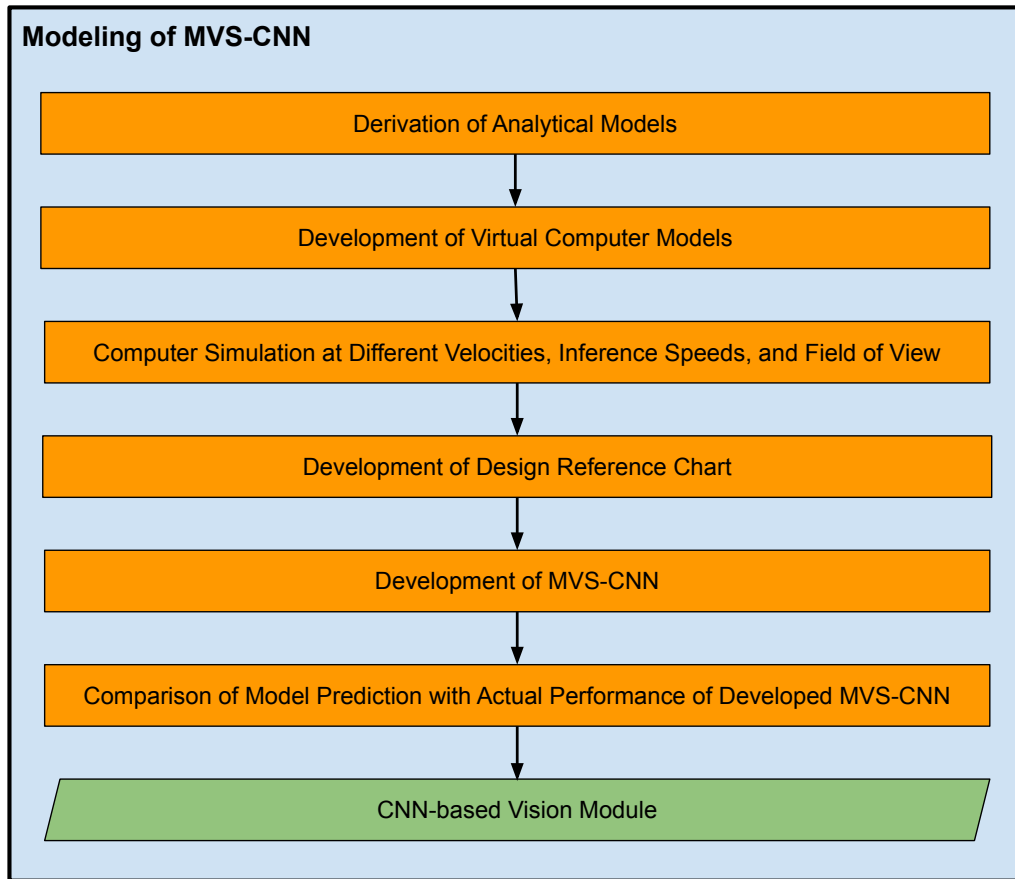 Modeling of MVS-CNN
Derivation of Analytical Models
Development of Virtual Computer Models
Computer Simulation at Different Velocities, Inference Speeds, and Field of View
Development of Design Reference Chart
Development of MVS-CNN
Comparison of Model Prediction with Actual Performance of Developed MVS-CNN
CNN-based Vision Module